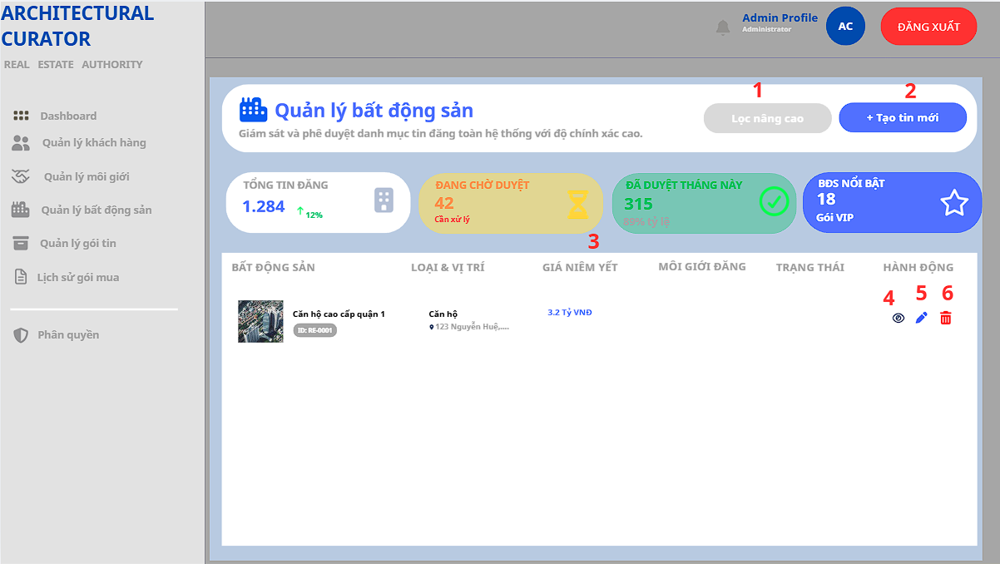 ARCHITECTURAL
CURATOR
REAL ESTATE AUTHORITY
Dashboard
Quản lý khách hàng
Quản lý môi giới
Quản lý bất động sản
Quản lý gói tin
Lịch sử gói mua
Phân quyền
Admin Profile
Administrator
AC
ĐĂNG XUẤT
Quản lý bất động sản
Giám sát và phê duyệt danh mục tin đăng toàn hệ thống với độ chính xác cao.
1
Lọc nâng cao
2
+ Tạo tin mới
TỔNG TIN ĐĂNG
1.284
12%
ĐANG CHỜ DUYỆT
42
Cần xử lý
ĐÃ DUYỆT THÁNG NÀY
315
89% tỷ lệ
BĐS NỔI BẬT
18
Gói VIP
3
BẤT ĐỘNG SẢN LOẠI & VỊ TRÍ GIÁ NIÊM YẾT MÔI GIỚI ĐĂNG TRẠNG THÁI HÀNH ĐỘNG
4 5 6
Căn hộ cao cấp quận 1
ID: RE-0001
Căn hộ
123 Nguyễn Huệ,....
3.2 Tỷ VNĐ